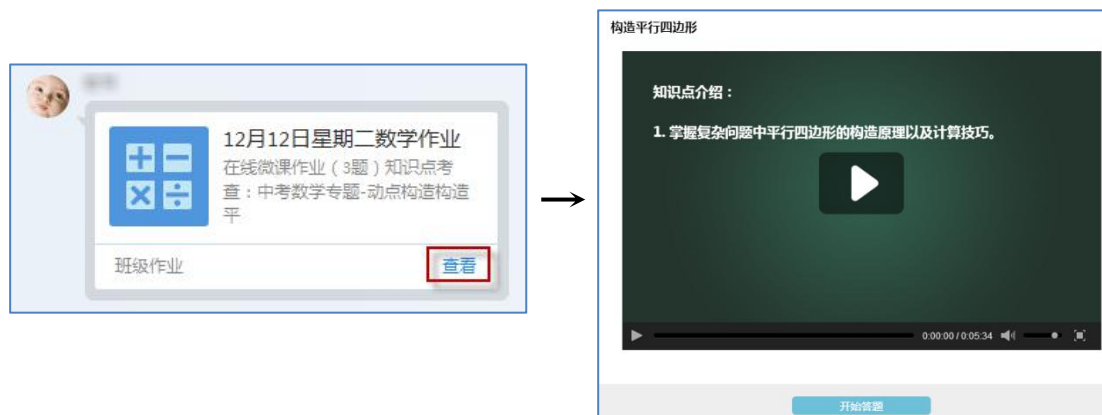 12月12日星期二数学作业
在线微课作业（3题）知识点考
查：中考数学专题-动点构造构造
平
班级作业
查看
构造平行四边形
知识点介绍：
1. 掌握复杂问题中平行四边形的构造原理以及计算技巧。
0:00:00 / 0:05:34
开始答题